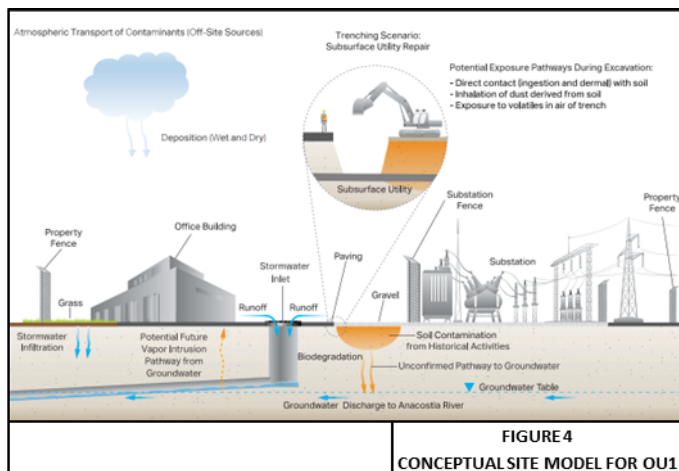 Atmospheric Transport of Contaminants (Off-Site Sources)
Deposition (Wet and Dry)
Trenching Scenario:
Subsurface Utility Repair
Potential Exposure Pathways During Excavation:
- Direct contact (ingestion and dermal) with soil
- Inhalation of dust derived from soil
- Exposure to volatiles in air of trench
Subsurface Utility
Property
Fence
Grass
Office Building
Stormwater
Inlet
Runoff
Runoff
Paving
Substation
Fence
Gravel
Substation
Property
Fence
Stormwater
Infiltration
Potential Future
Vapor Intrusion
Pathway from
Groundwater
Biodegradation
Soil Contamination
from Historical Activities
Unconfirmed Pathway to Groundwater
Groundwater Table
Groundwater Discharge to Anacostia River
FIGURE 4
CONCEPTUAL SITE MODEL FOR OU1